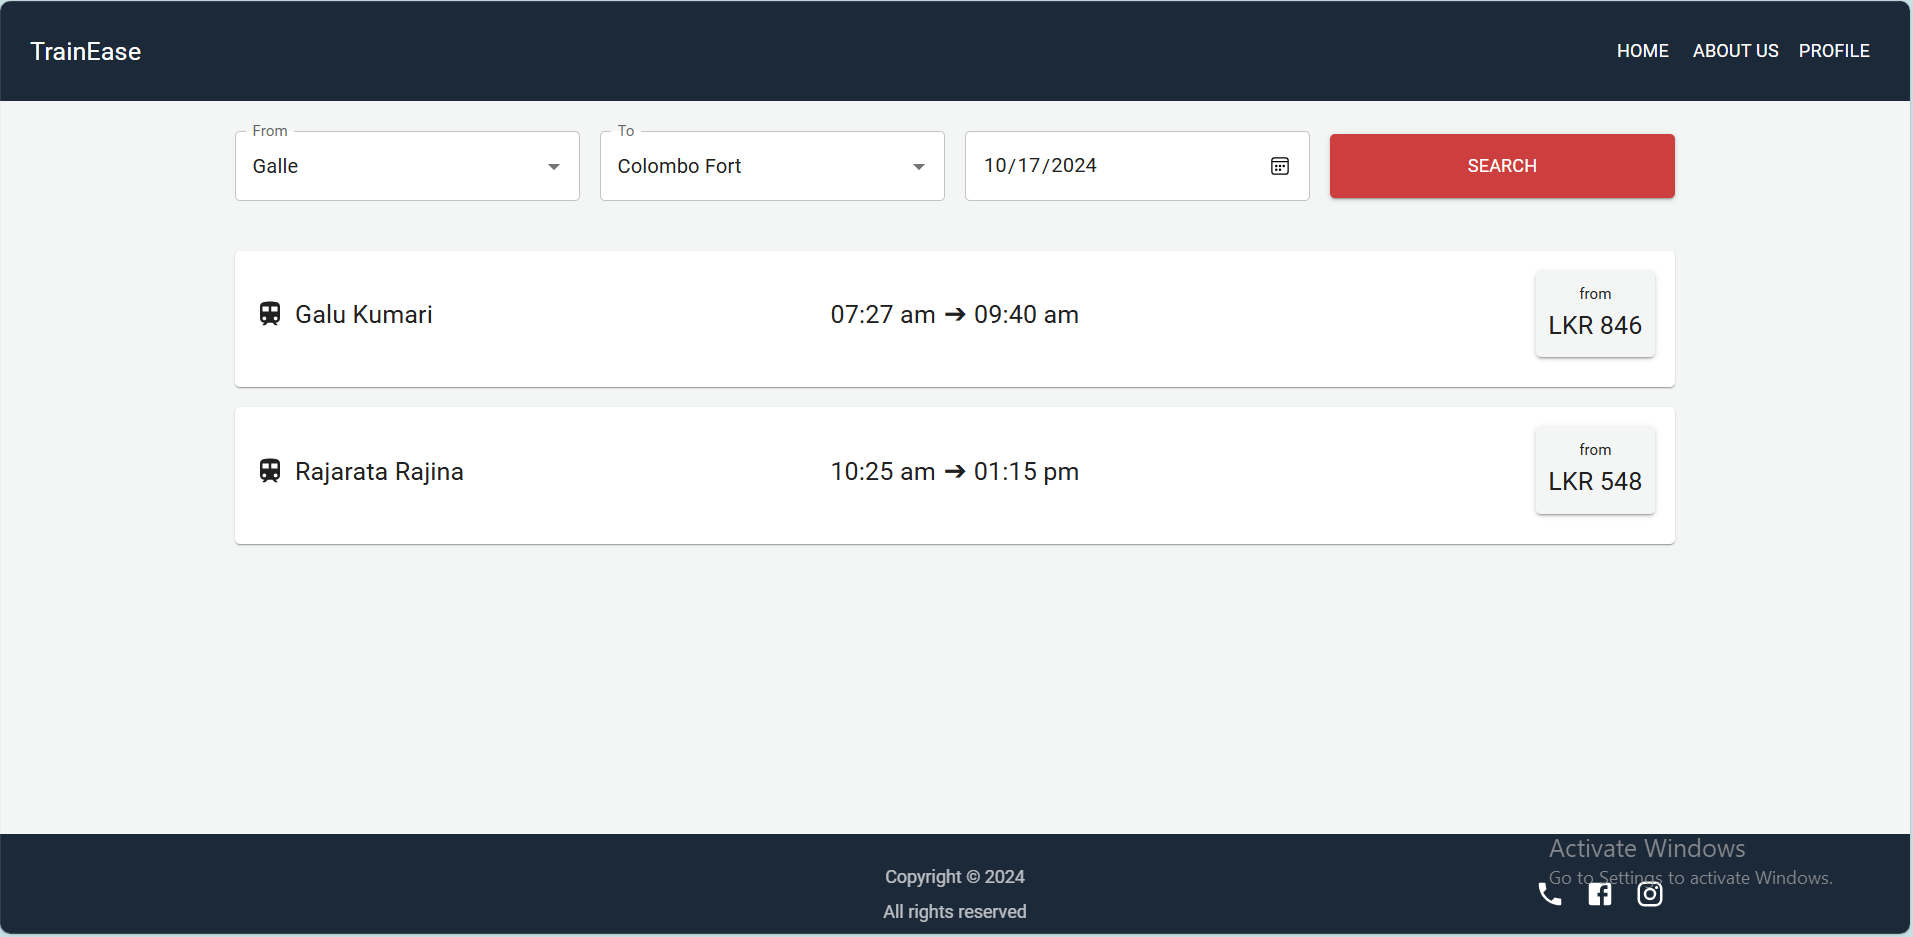 TrainEase
HOME ABOUT US PROFILE
From
Galle
To
Colombo Fort
10/17/2024
SEARCH
Galu Kumari
07:27 am ➔ 09:40 am
from
LKR 846
Rajarata Rajina
10:25 am ➔ 01:15 pm
from
LKR 548
Copyright © 2024
All rights reserved
Activate Windows
Go to Settings to activate Windows.